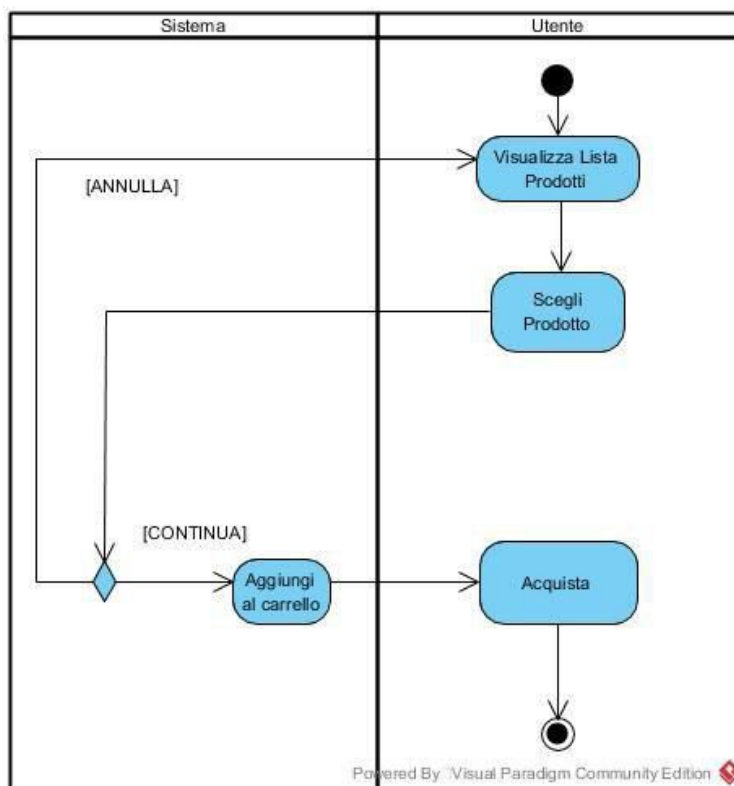 Sistema
Utente
Visualizza Lista
Prodotti
[ANNULLA]
Scegli
Prodotto
[CONTINUA]
Aggiungi
al carrello
Acquista
Powered By Visual Paradigm Community Edition